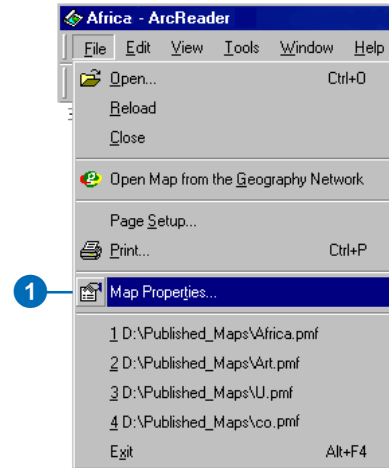 Africa - ArcReader
File Edit View Tools Window Help
Open... Ctrl+O
Reload
Close
Open Map from the Geography Network
Page Setup...
Print... Ctrl+P
1 Map Properties...
1 D:\Published_Maps\Africa.pmf
2 D:\Published_Maps\Art.pmf
3 D:\Published_Maps\U.pmf
4 D:\Published_Maps\co.pmf
Exit Alt+F4